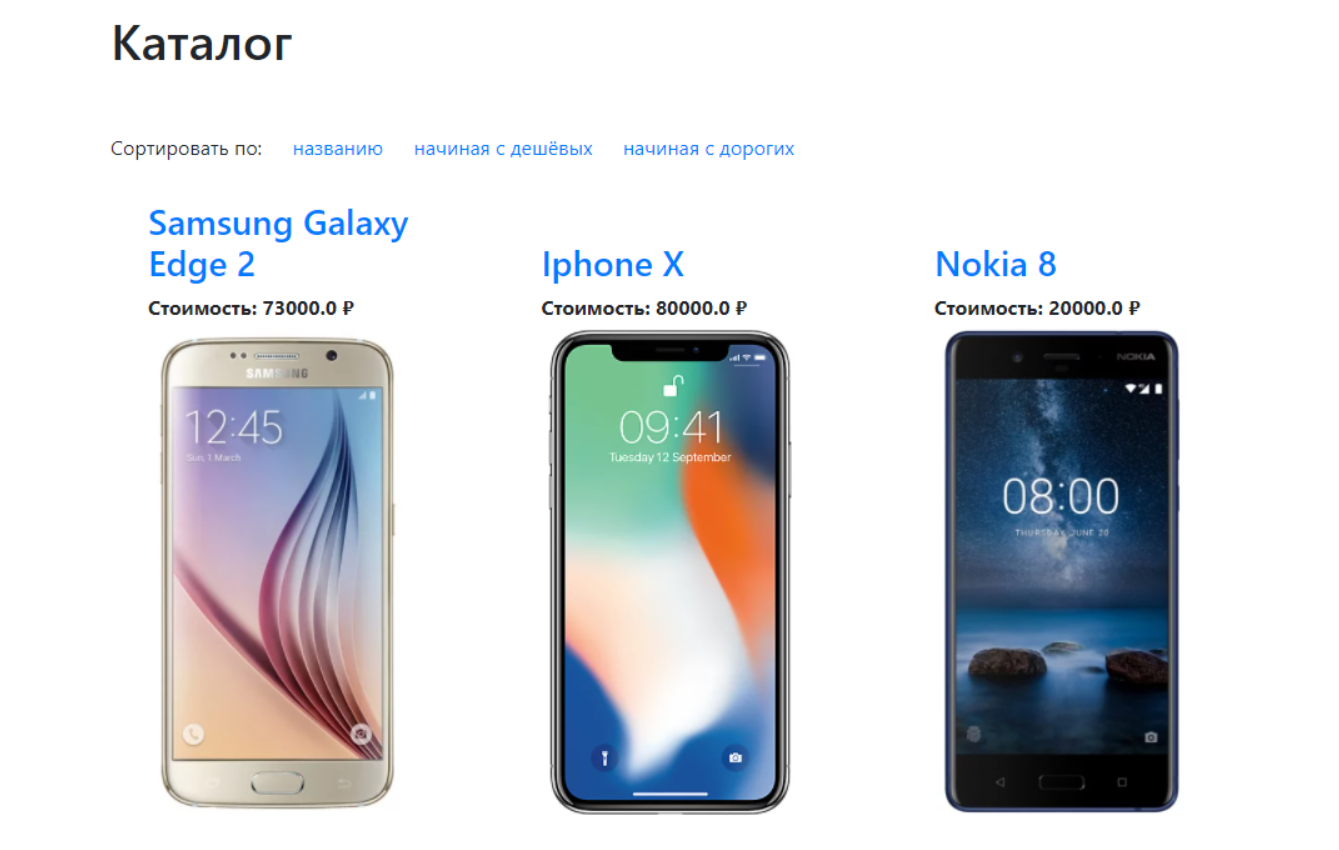 Каталог
Сортировать по: названию начиная с дешёвых начиная с дорогих
Samsung Galaxy
Edge 2
Стоимость: 73000.0 ₽
Iphone X
Стоимость: 80000.0 ₽
Nokia 8
Стоимость: 20000.0 ₽
SAMSUNG
12:45
Sun, 1 March
09:41
Tuesday 12 September
NOKIA
08:00
THURSDAY, JUNE 20